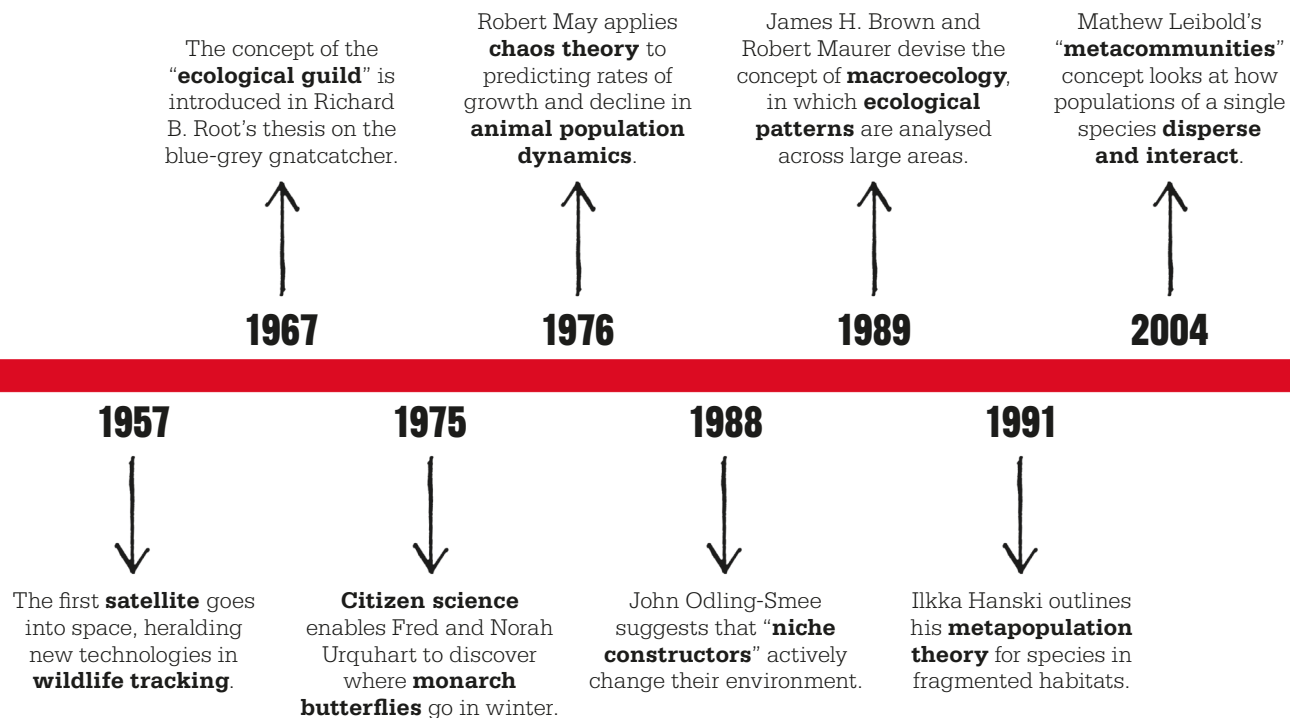 The concept of the
“ecological guild” is
introduced in Richard
B. Root’s thesis on the
blue-grey gnatcatcher.
1967
Robert May applies
chaos theory to
predicting rates of
growth and decline in
animal population
dynamics.
1976
James H. Brown and
Robert Maurer devise the
concept of macroecology,
in which ecological
patterns are analysed
across large areas.
1989
Mathew Leibold’s
“metacommunities”
concept looks at how
populations of a single
species disperse
and interact.
2004
1957
The first satellite goes
into space, heralding
new technologies in
wildlife tracking.
1975
Citizen science
enables Fred and Norah
Urquhart to discover
where monarch
butterflies go in winter.
1988
John Odling-Smee
suggests that “niche
constructors” actively
change their environment.
1991
Ilkka Hanski outlines
his metapopulation
theory for species in
fragmented habitats.